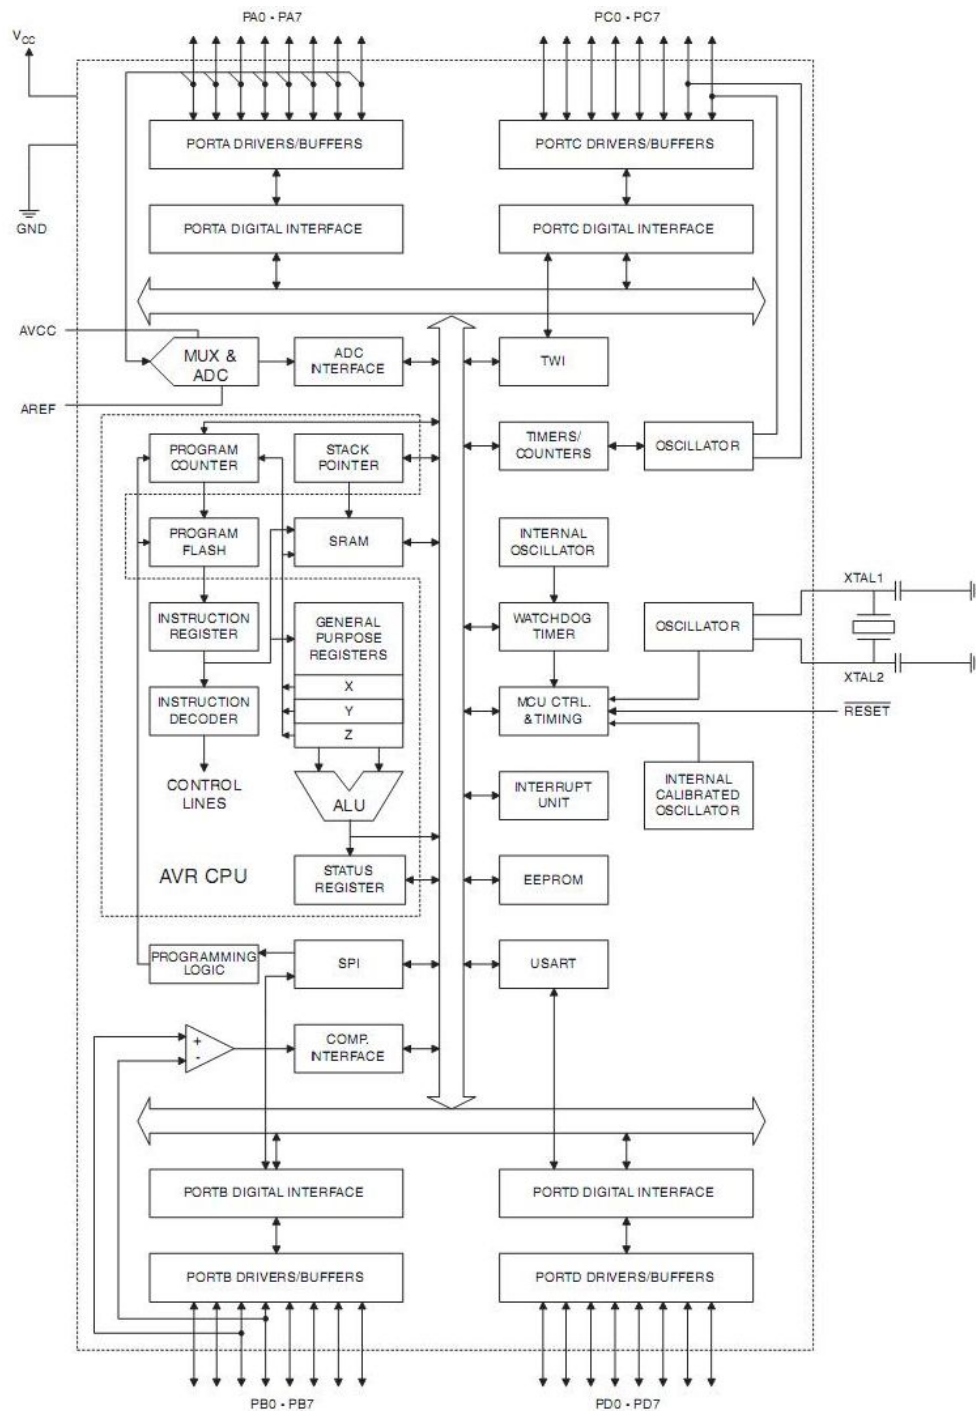 PA0 - PA7
PC0 - PC7
VCC
PORTA DRIVERS/BUFFERS
PORTC DRIVERS/BUFFERS
PORTA DIGITAL INTERFACE
PORTC DIGITAL INTERFACE
GND
AVCC
MUX &
ADC
ADC
INTERFACE
TWI
AREF
PROGRAM
COUNTER
STACK
POINTER
TIMERS/
COUNTERS
OSCILLATOR
PROGRAM
FLASH
SRAM
INTERNAL
OSCILLATOR
XTAL1
INSTRUCTION
REGISTER
GENERAL
PURPOSE
REGISTERS
WATCHDOG
TIMER
OSCILLATOR
XTAL2
X
INSTRUCTION
DECODER
Y
MCU CTRL.
& TIMING
RESET
Z
CONTROL
LINES
ALU
INTERRUPT
UNIT
INTERNAL
CALIBRATED
OSCILLATOR
AVR CPU
STATUS
REGISTER
EEPROM
PROGRAMMING
LOGIC
SPI
USART
+
-
COMP.
INTERFACE
PORTB DIGITAL INTERFACE
PORTD DIGITAL INTERFACE
PORTB DRIVERS/BUFFERS
PORTD DRIVERS/BUFFERS
PB0 - PB7
PD0 - PD7